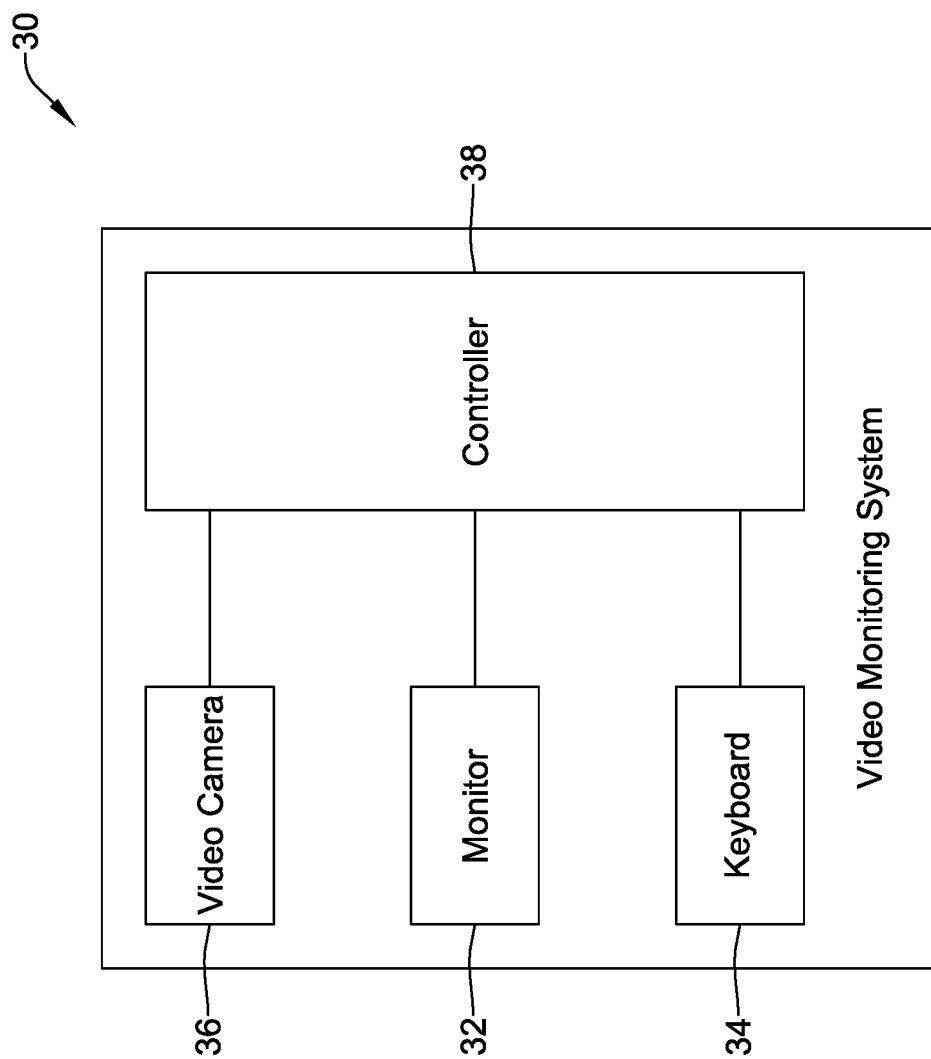 30
36
Video Camera
32
Monitor
34
Keyboard
Controller
38
Video Monitoring System